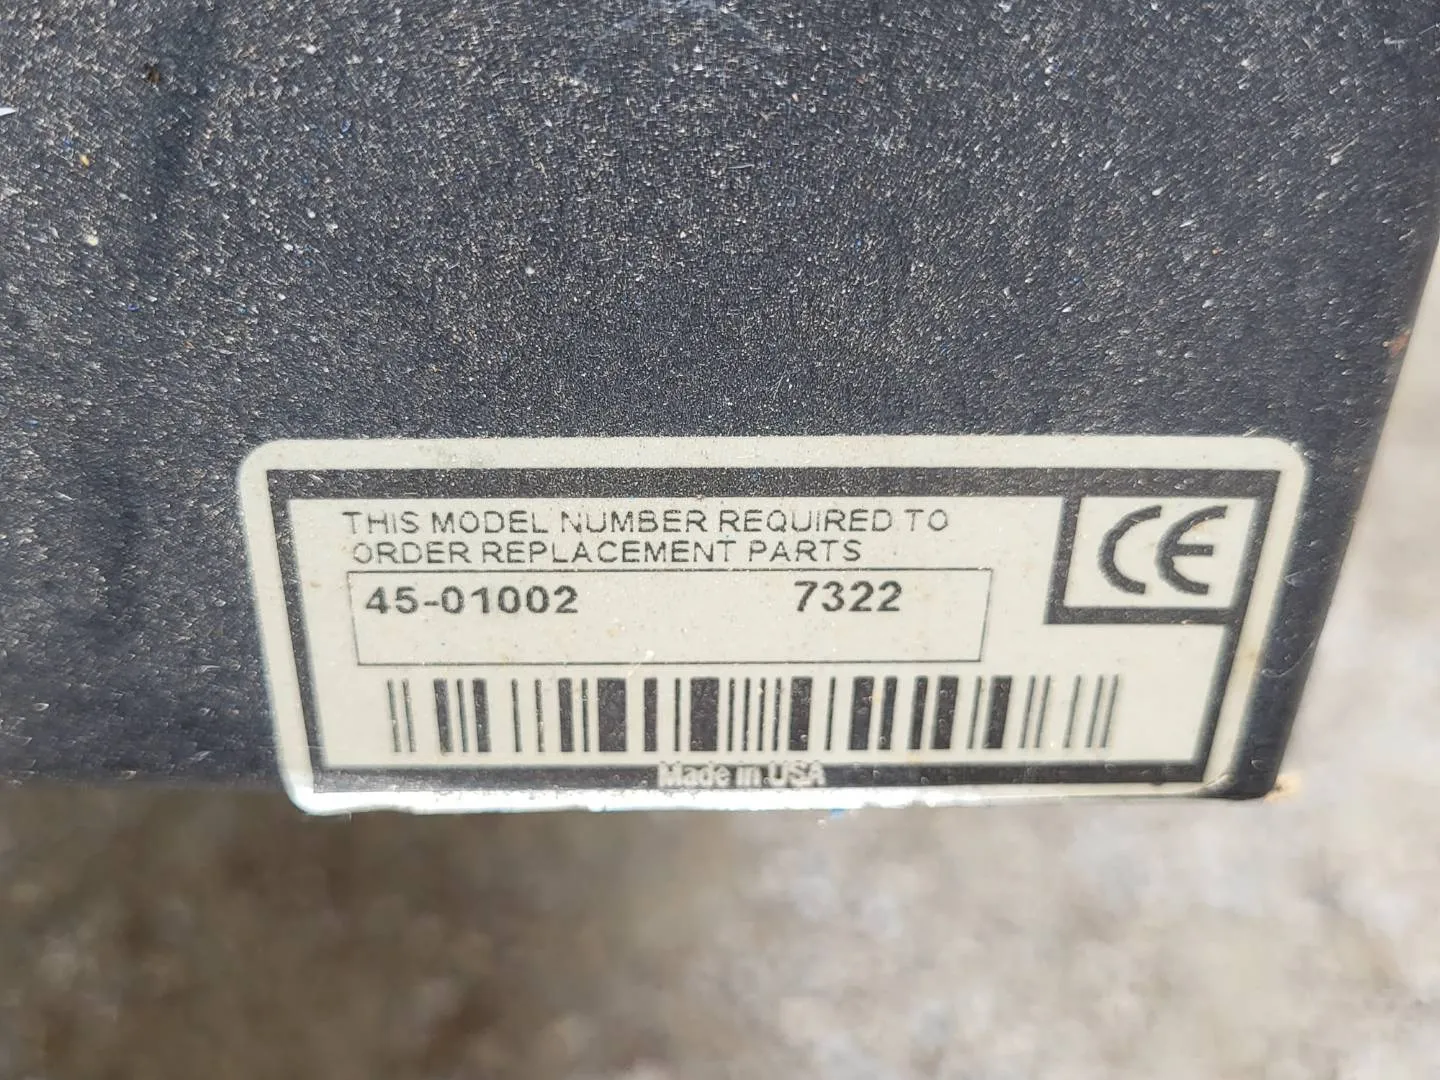 THIS MODEL NUMBER REQUIRED TO
ORDER REPLACEMENT PARTS
CE
45-01002 7322
Made in USA